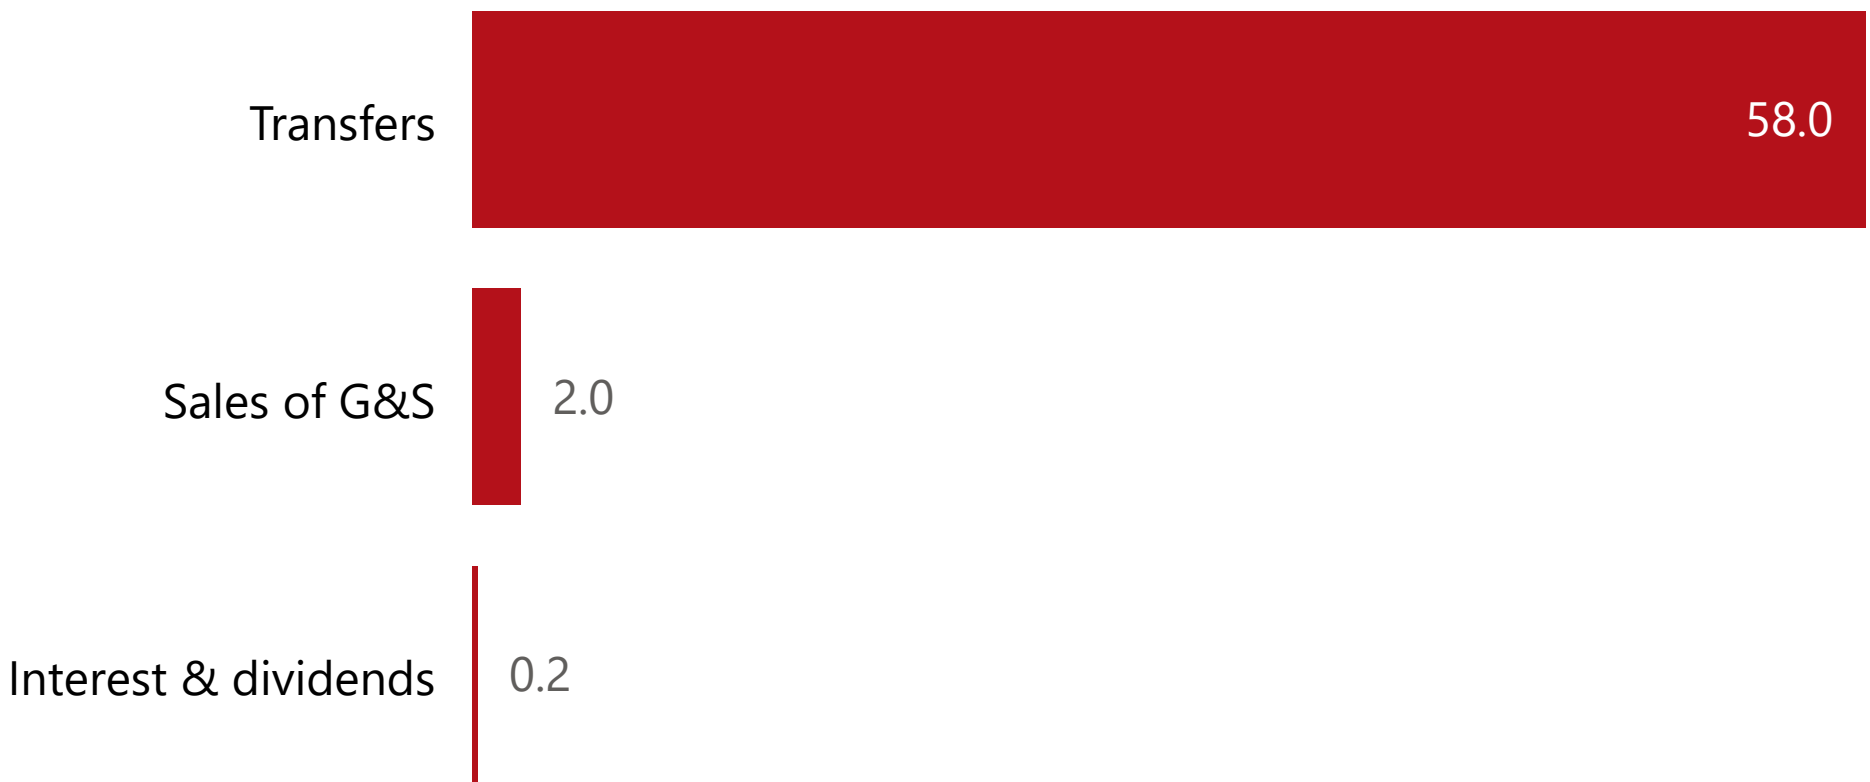 Transfers 58.0
Sales of G&S 2.0
Interest & dividends 0.2